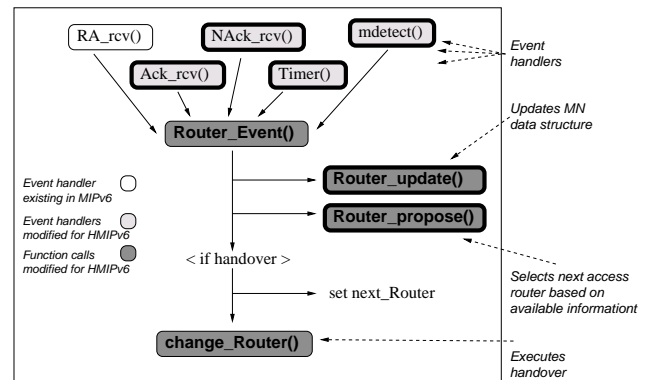 RA_rcv()
NAck_rcv()
mdetect()
Event
handlers
Ack_rcv()
Timer()
Router_Event()
Updates MN
data structure
Router_update()
Router_propose()
Event handler
existing in MIPv6
Event handlers
modified for HMIPv6
Function calls
modified for HMIPv6
< if handover >
set next_Router
Selects next access
router based on
available informationt
change_Router()
Executes
handover